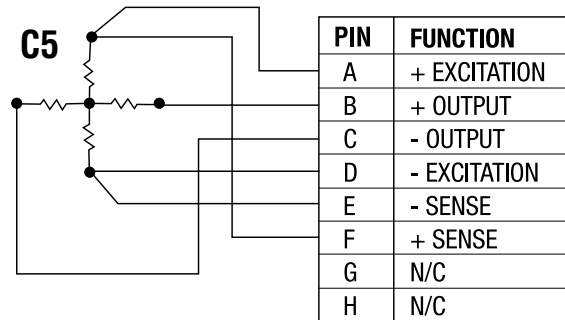 C5
PIN FUNCTION
A + EXCITATION
B + OUTPUT
C - OUTPUT
D - EXCITATION
E - SENSE
F + SENSE
G N/C
H N/C